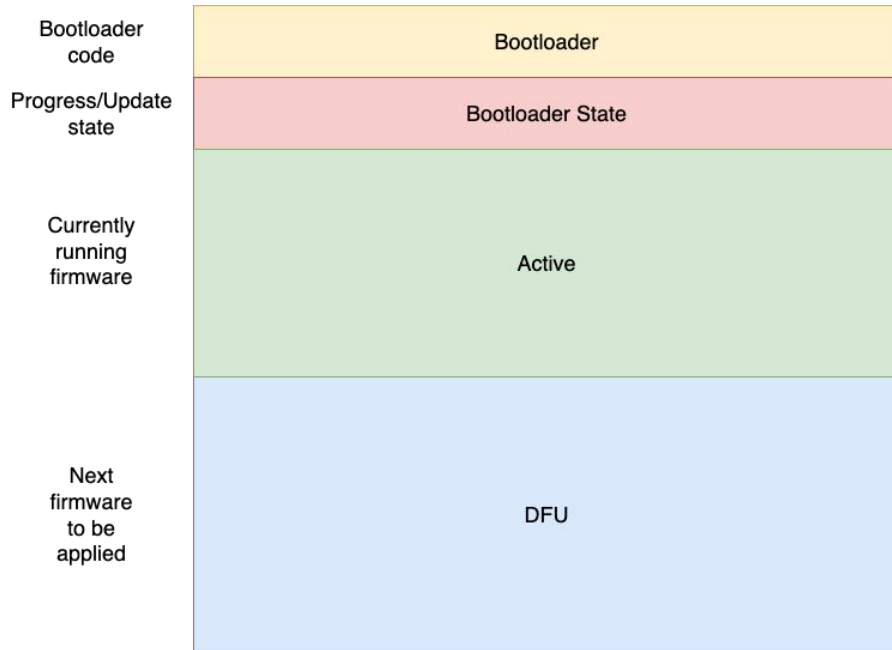 Bootloader
code
Bootloader
Progress/Update
state
Bootloader State
Currently
running
firmware
Active
Next
firmware
to be
applied
DFU